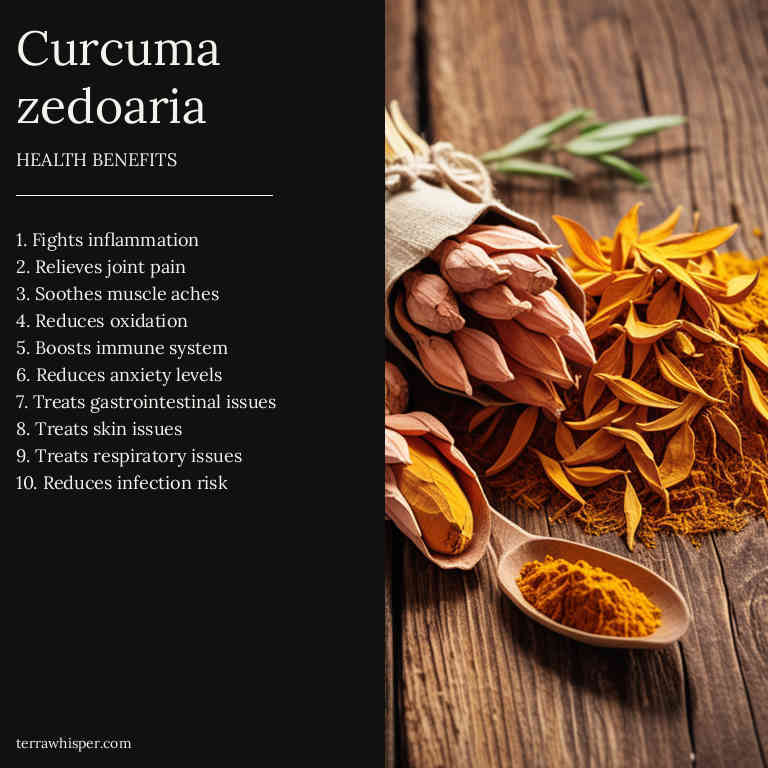 Curcuma
zedoaria
HEALTH BENEFITS
1. Fights inflammation
2. Relieves joint pain
3. Soothes muscle aches
4. Reduces oxidation
5. Boosts immune system
6. Reduces anxiety levels
7. Treats gastrointestinal issues
8. Treats skin issues
9. Treats respiratory issues
10. Reduces infection risk
terrawhisper.com